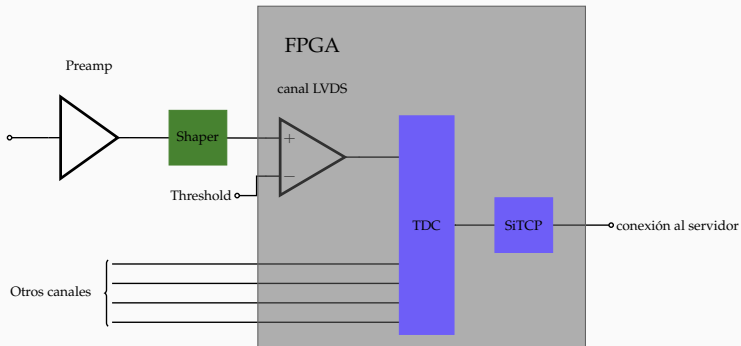 FPGA
Preamp
canal LVDS
Shaper
+
−
Threshold
TDC
SiTCP
conexión al servidor
Otros canales